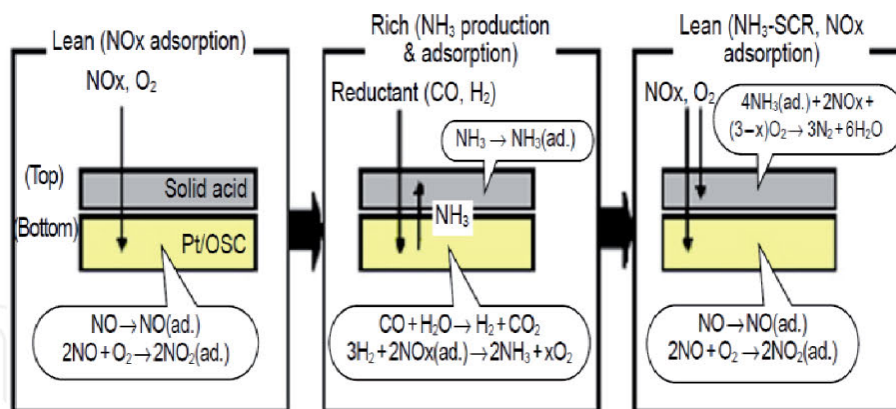 Lean (NOx adsorption)
NOx, O₂
(Top)
Solid acid
(Bottom)
Pt/OSC
NO→NO(ad.)
2NO+O₂→2NO₂(ad.)
Rich (NH₃ production
& adsorption)
Reductant (CO, H₂)
NH₃→NH₃(ad.)
NH₃
CO+H₂O→H₂+CO₂
3H₂+2NOx(ad.)→2NH₃+xO₂
Lean (NH₃-SCR, NOx
adsorption)
NOx, O₂
4NH₃(ad.)+2NOx+
(3–x)O₂→3N₂+6H₂O
NO→NO(ad.)
2NO+O₂→2NO₂(ad.)